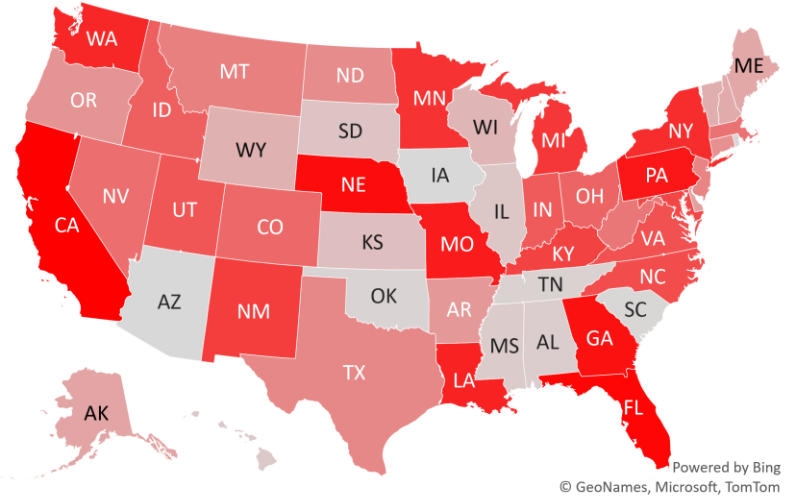 WA
ME
MT
ND
OR
MN
ID
SD
WI
NY
MI
WY
PA
IA
NE
NV
OH
IL
IN
UT
CO
CA
VA
KS
MO
KY
NC
TN
AZ
OK
NM
AR
SC
MS
AL
GA
TX
LA
FL
AK
Powered by Bing
© GeoNames, Microsoft, TomTom